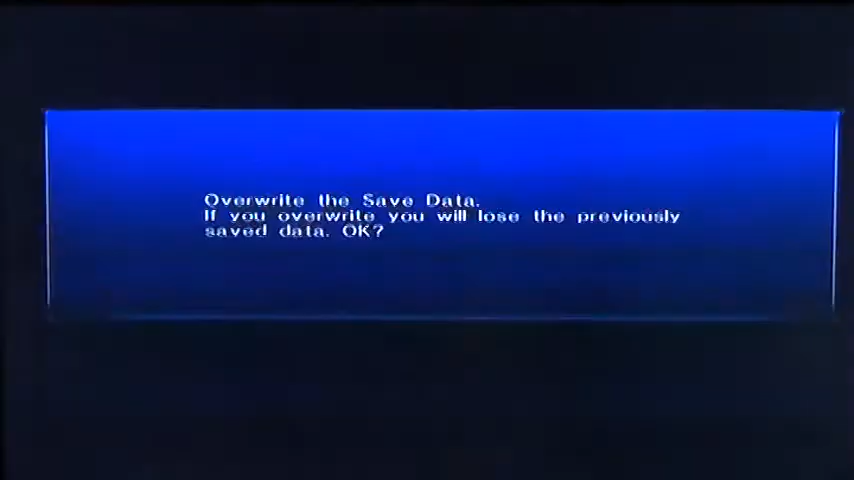 Overwrite the Save Data.
If you overwrite you will lose the previously
saved data. OK?